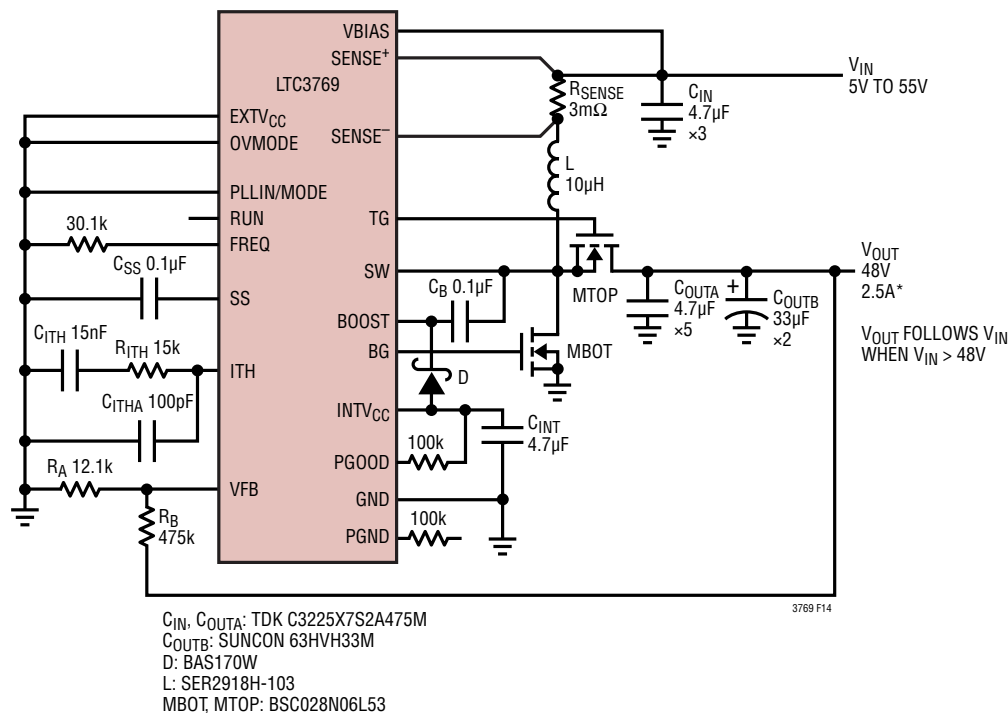 LTC3769
VBIAS
SENSE+
SENSE–
TG
SW
BOOST
BG
INTVCC
PGOOD
GND
PGND
EXTVCC
OVMODE
PLLIN/MODE
RUN
FREQ
SS
ITH
VFB
30.1k
CSS 0.1µF
CITH 15nF
RITH 15k
CITHA 100pF
RA 12.1k
RB
475k
RSENSE
3mΩ
CIN
4.7µF
×3
VIN
5V TO 55V
L
10µH
MTOP
CB 0.1µF
MBOT
D
COUTA
4.7µF
×5
+
COUTB
33µF
×2
VOUT
48V
2.5A*
VOUT FOLLOWS VIN
WHEN VIN > 48V
CINT
4.7µF
100k
100k
3769 F14
CIN, COUTA: TDK C3225X7S2A475M
COUTB: SUNCON 63HVH33M
D: BAS170W
L: SER2918H-103
MBOT, MTOP: BSC028N06L53